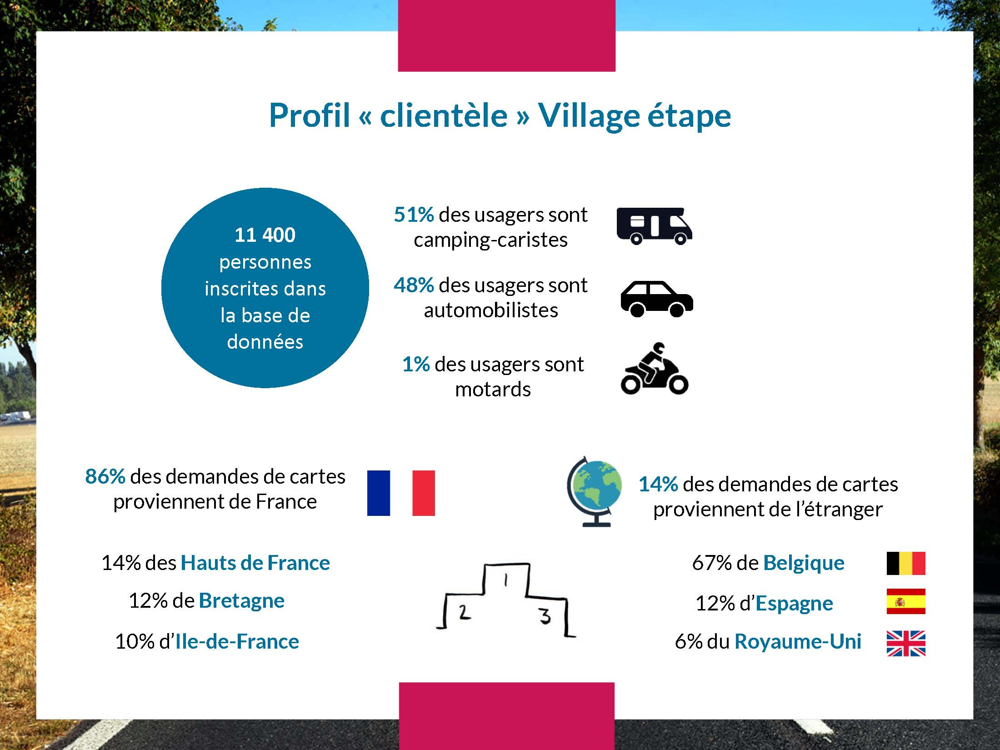 Profil « clientèle » Village étape
11 400
personnes
inscrites dans
la base de
données
51% des usagers sont
camping-caristes
48% des usagers sont
automobilistes
1% des usagers sont
motards
86% des demandes de cartes
proviennent de France
14% des Hauts de France
12% de Bretagne
10% d’Ile-de-France
1
2
3
14% des demandes de cartes
proviennent de l’étranger
67% de Belgique
12% d’Espagne
6% du Royaume-Uni